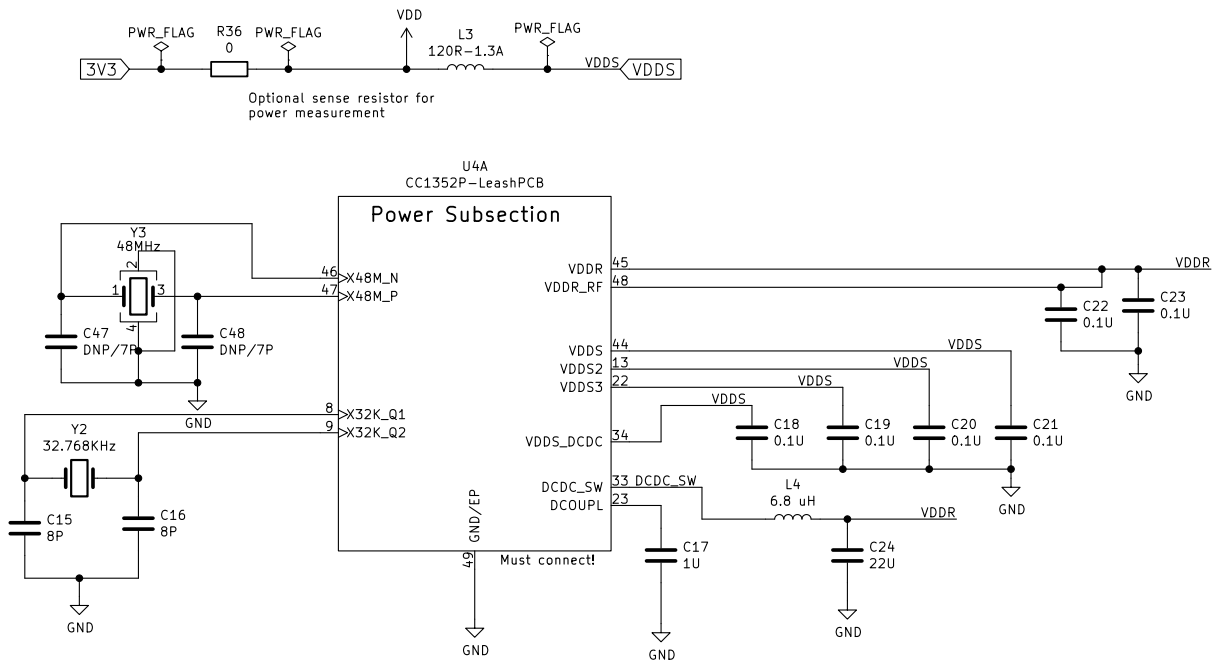 PWR_FLAG
R36
0
PWR_FLAG
VDD
L3
120R-1.3A
PWR_FLAG
3V3
VDDS
VDDS
Optional sense resistor for
power measurement
U4A
CC1352P-LeashPCB
Power Subsection
Y3
48MHz
2
1
3
4
46
X48M_N
47
X48M_P
C47
DNP/7P
C48
DNP/7P
GND
8
X32K_Q1
9
X32K_Q2
Y2
32.768KHz
C15
8P
C16
8P
GND
VDDR
45
VDDR
VDDR_RF
48
C22
0.1U
C23
0.1U
GND
VDDS
44
VDDS
VDDS2
13
VDDS
VDDS3
22
VDDS
VDDS
VDDS_DCDC
34
C18
0.1U
C19
0.1U
C20
0.1U
C21
0.1U
GND
DCDC_SW
33
DCDC_SW
DCOUPL
23
L4
6.8 uH
VDDR
C17
1U
GND
C24
22U
GND
GND/EP
49
Must connect!
GND